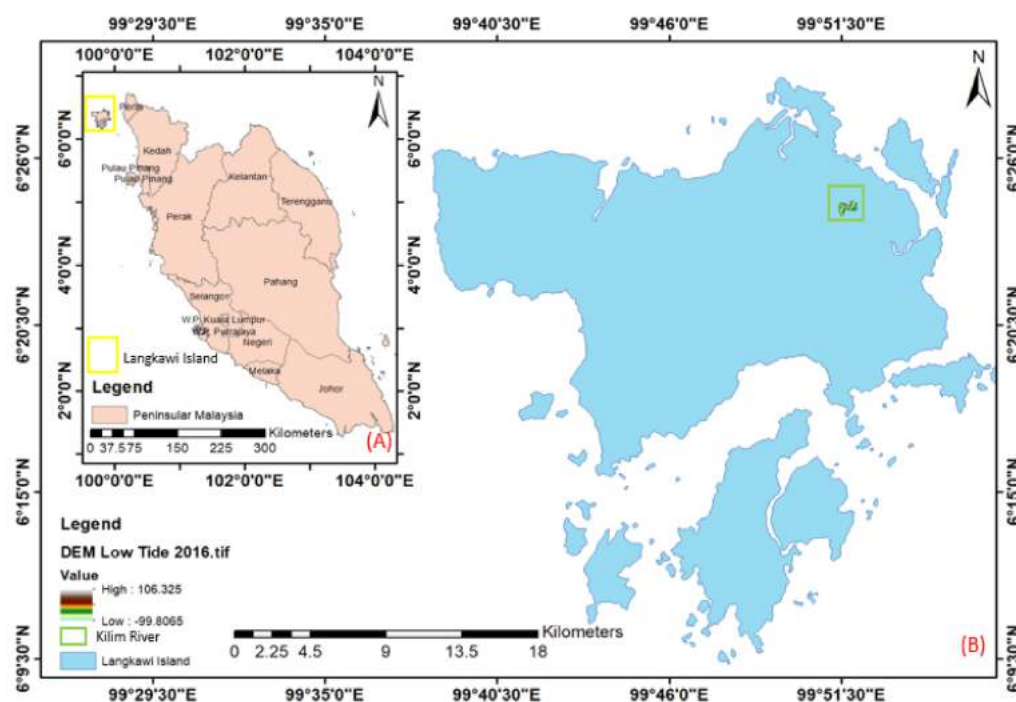 99°29'30"E 99°35'0"E 99°40'30"E 99°46'0"E 99°51'30"E
100°0'0"E 102°0'0"E 104°0'0"E
N
N
6°0'0"N
4°0'0"N
2°0'0"N
6°0'0"N
4°0'0"N
2°0'0"N
6°26'0"N
6°20'30"N
6°15'0"N
6°9'30"N
6°26'0"N
6°20'30"N
6°15'0"N
6°9'30"N
Perlis
Kedah
Pulau Pinang
Pulau Pinang
Kelantan
Terengganu
Perak
Pahang
Selangor
W.P. Kuala Lumpur
W.P. Putrajaya
Negeri
Melaka
Johor
Langkawi Island
Legend
Peninsular Malaysia
Kilometers
0 37.575 150 225 300
(A)
100°0'0"E 102°0'0"E 104°0'0"E
Legend
DEM Low Tide 2016.tif
Value
High : 106.325
Low : -99.8065
Kilim River
Langkawi Island
Kilometers
0 2.25 4.5 9 13.5 18
(B)
99°29'30"E 99°35'0"E 99°40'30"E 99°46'0"E 99°51'30"E